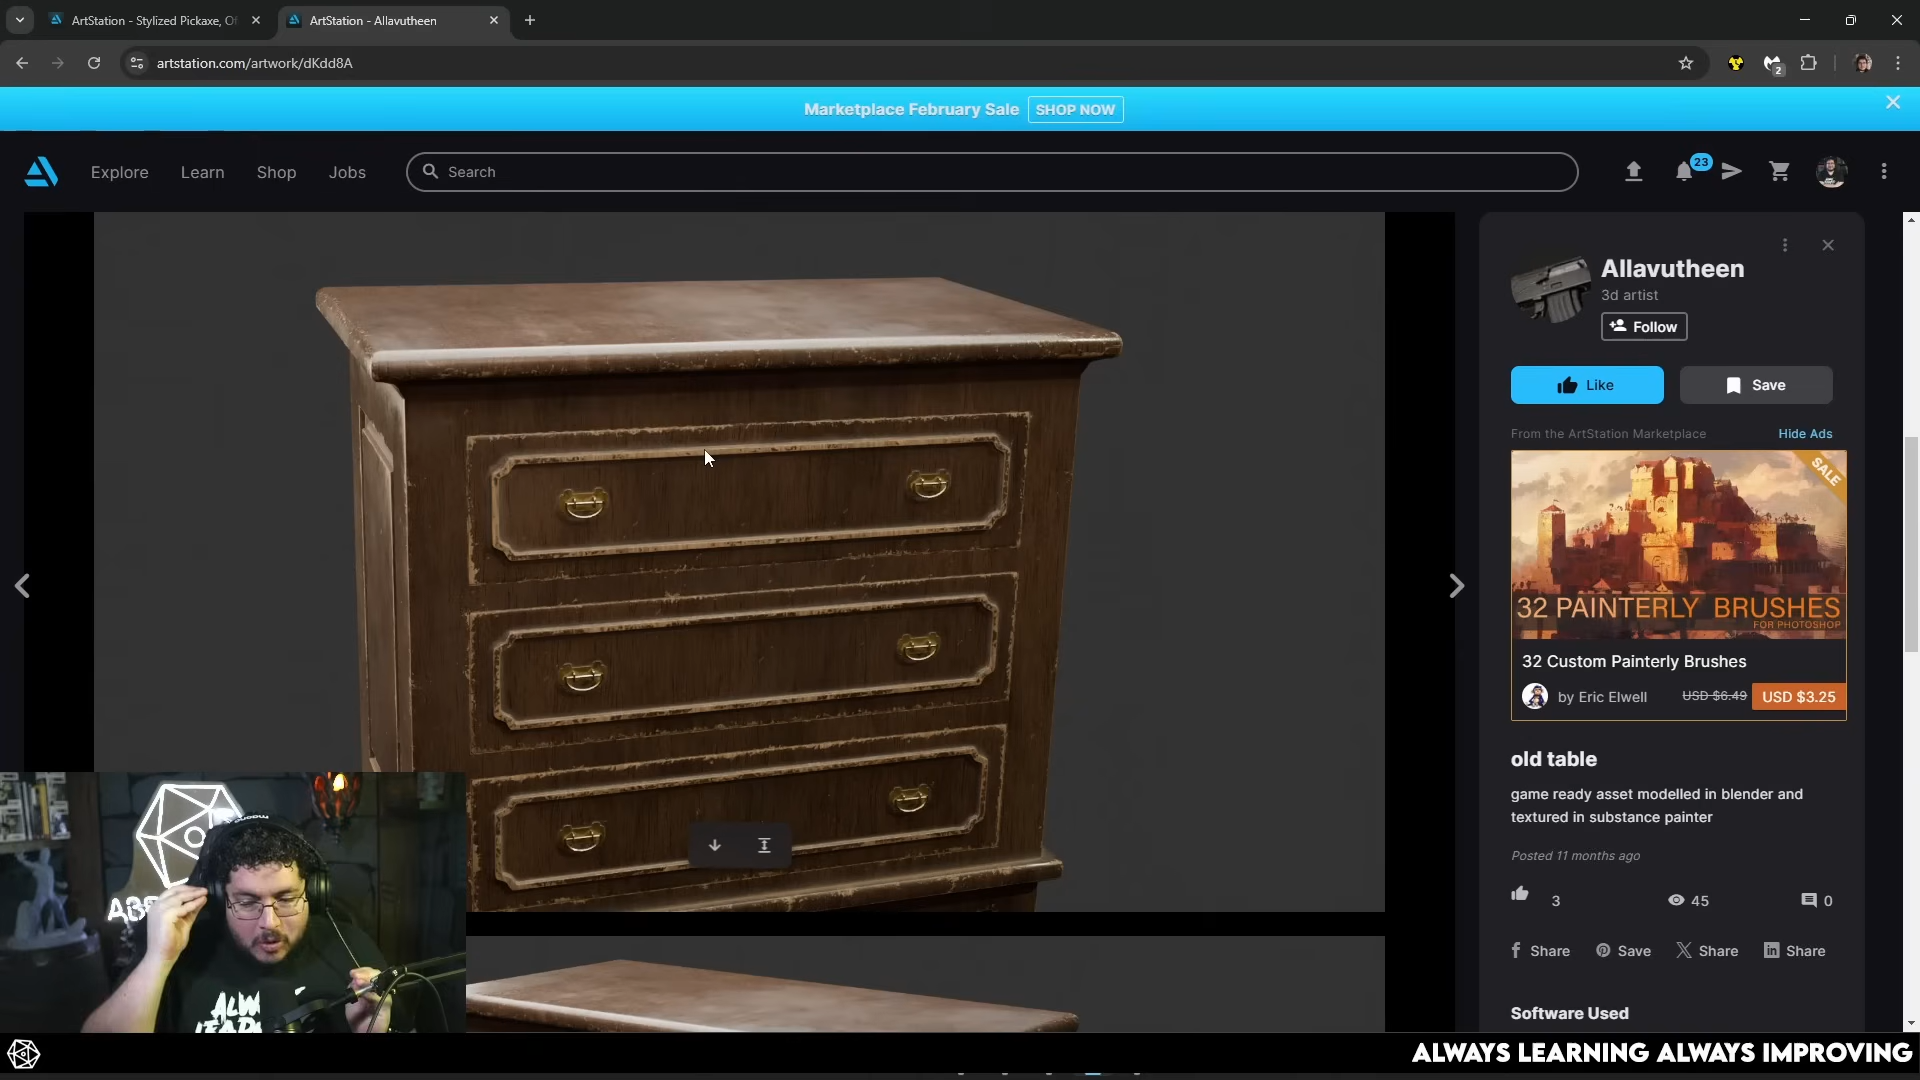 ArtStation - Stylized Pickaxe, Of
ArtStation - Allavutheen
artstation.com/artwork/dKdd8A
2
Marketplace February Sale SHOP NOW
Explore Learn Shop Jobs
Search
23
Allavutheen
3d artist
Follow
Like Save
From the ArtStation Marketplace Hide Ads
SALE
32 PAINTERLY BRUSHES
FOR PHOTOSHOP
32 Custom Painterly Brushes
by Eric Elwell USD $6.49 USD $3.25
old table
game ready asset modelled in blender and
textured in substance painter
Posted 11 months ago
3 45 0
Share Save Share Share
Software Used
ALWAYS LEARNING ALWAYS IMPROVING